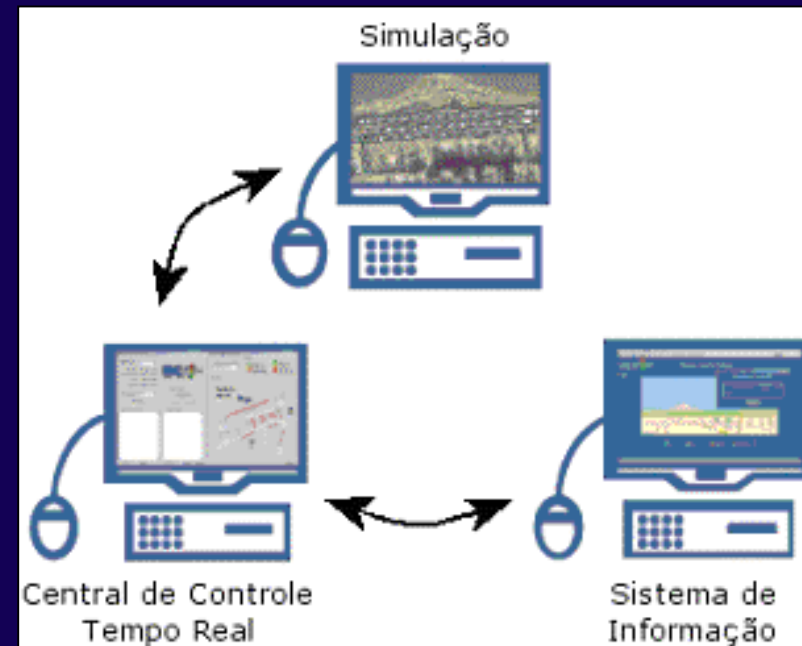 Simulação
Central de Controle
Tempo Real
Sistema de
Informação